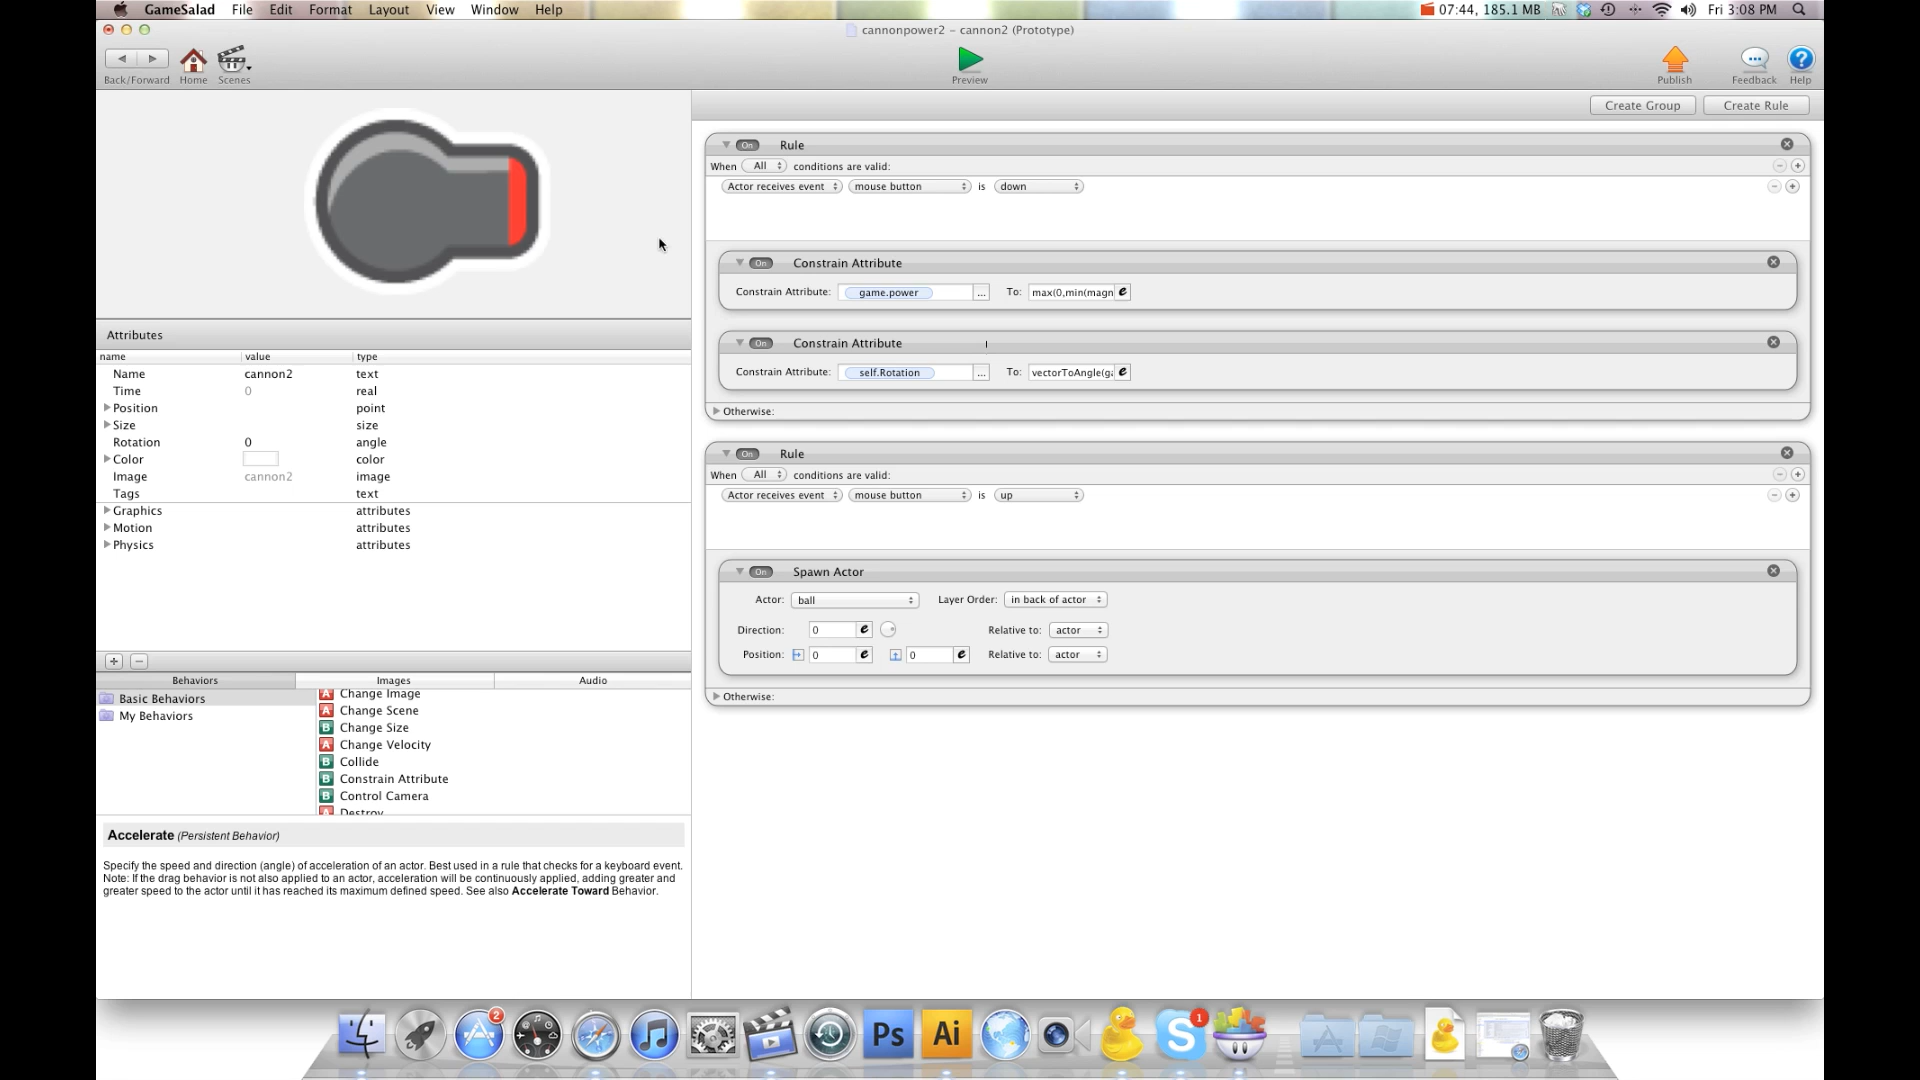 GameSalad File Edit Format Layout View Window Help 07:44, 185.1 MB Fri 3:08 PM
cannonpower2 – cannon2 (Prototype)
Back/Forward Home Scenes Preview Publish Feedback Help
Create Group Create Rule
On Rule
When All conditions are valid:
Actor receives event mouse button is down
On Constrain Attribute
Constrain Attribute: game.power ... To: max(0,min(magn e
On Constrain Attribute
Constrain Attribute: self.Rotation ... To: vectorToAngle(ga e
Otherwise:
On Rule
When All conditions are valid:
Actor receives event mouse button is up
On Spawn Actor
Actor: ball Layer Order: in back of actor
Direction: 0 e Relative to: actor
Position: 0 e 0 e Relative to: actor
Otherwise:
Attributes
name value type
Name cannon2 text
Time 0 real
Position point
Size size
Rotation 0 angle
Color color
Image cannon2 image
Tags text
Graphics attributes
Motion attributes
Physics attributes
Behaviors Images Audio
Basic Behaviors
My Behaviors
A Change Image
A Change Scene
B Change Size
A Change Velocity
B Collide
B Constrain Attribute
B Control Camera
A Destroy
Accelerate (Persistent Behavior)
Specify the speed and direction (angle) of acceleration of an actor. Best used in a rule that checks for a keyboard event.
Note: If the drag behavior is not also applied to an actor, acceleration will be continuously applied, adding greater and
greater speed to the actor until it has reached its maximum defined speed. See also Accelerate Toward Behavior.
2 Ps Ai S 1